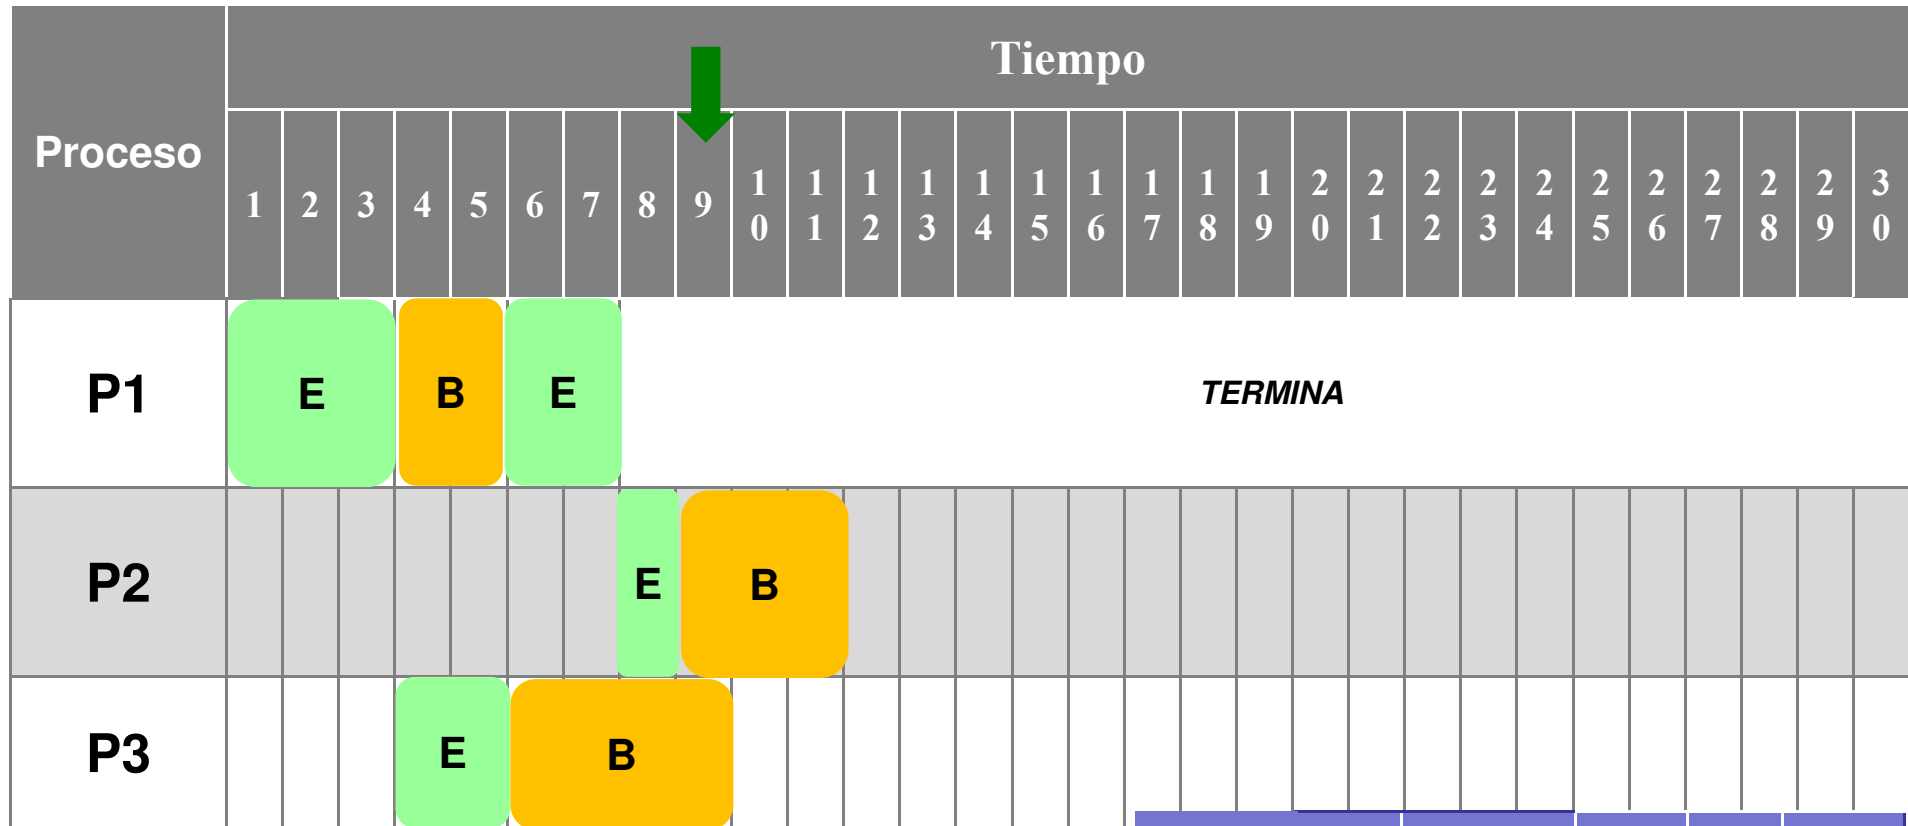 Tiempo
Proceso
1 2 3 4 5 6 7 8 9 10 11 12 13 14 15 16 17 18 19 20 21 22 23 24 25 26 27 28 29 30
P1 E B E TERMINA
P2 E B
P3 E B